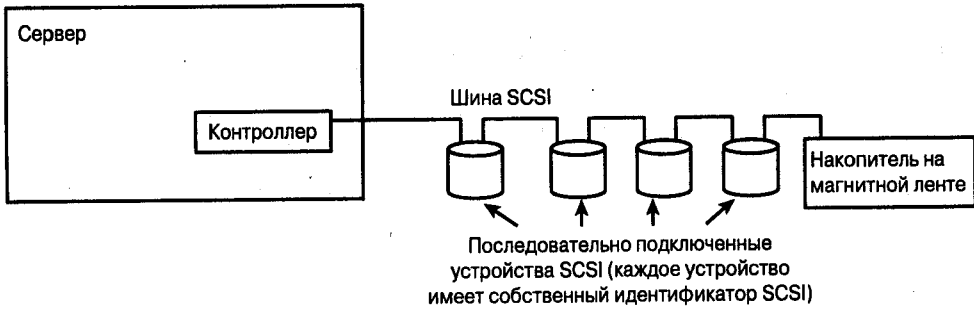 Сервер
Контроллер
Шина SCSI
Накопитель на
магнитной ленте
Последовательно подключенные
устройства SCSI (каждое устройство
имеет собственный идентификатор SCSI)